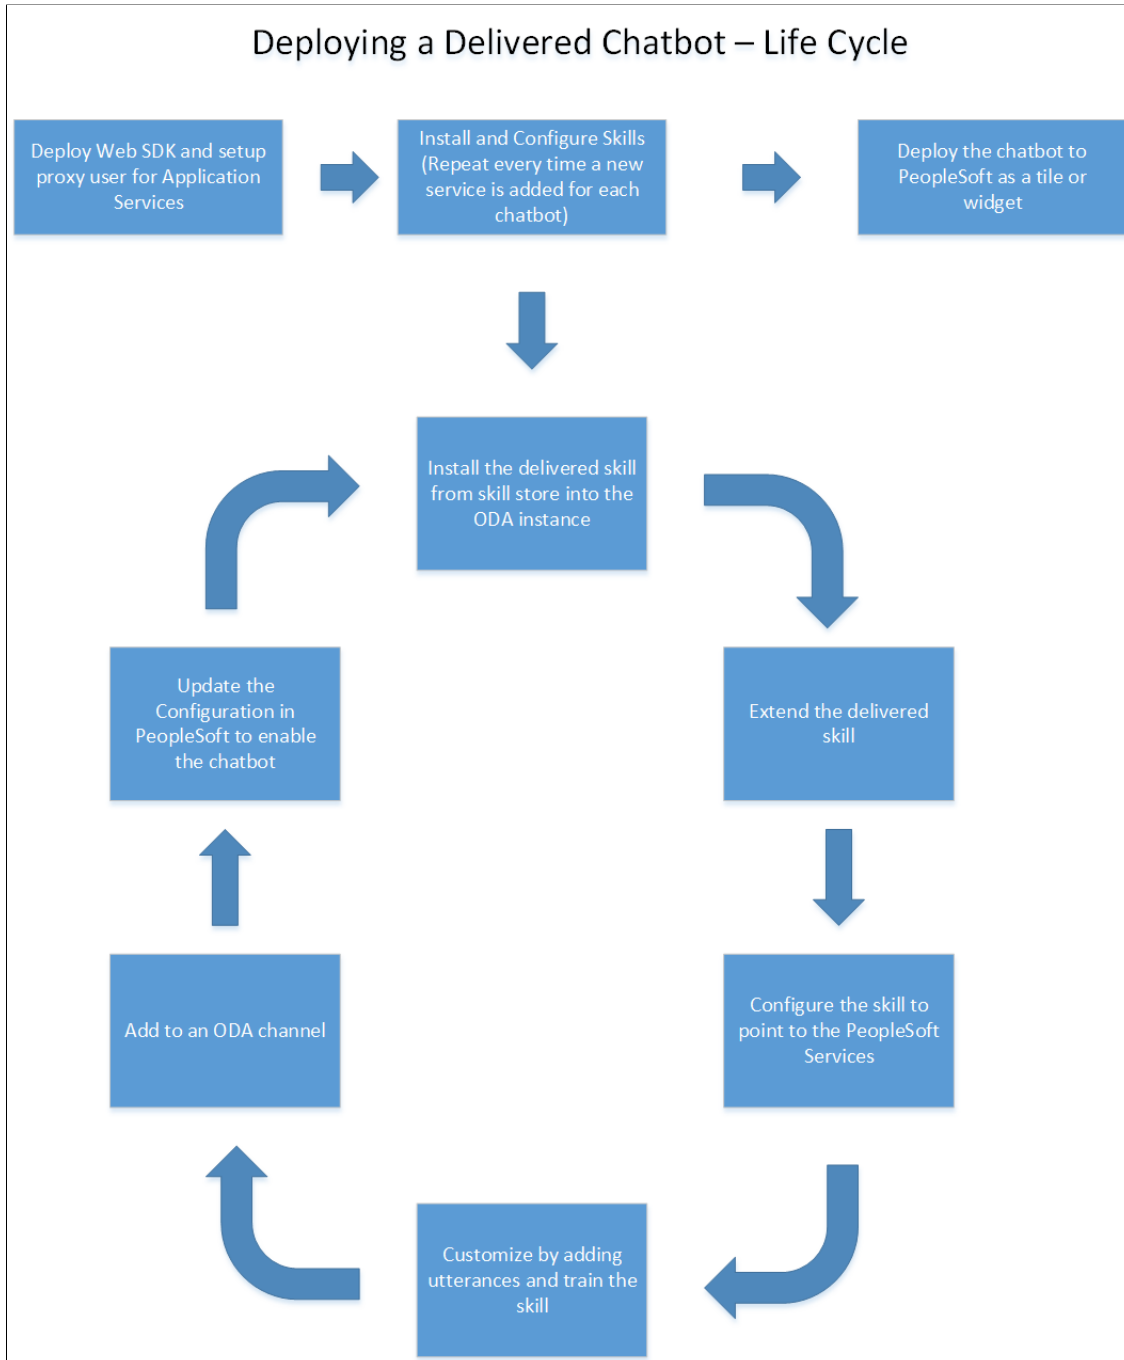 Deploying a Delivered Chatbot – Life Cycle
Deploy Web SDK and setup
proxy user for Application
Services
Install and Configure Skills
(Repeat every time a new
service is added for each
chatbot)
Deploy the chatbot to
PeopleSoft as a tile or
widget
Install the delivered skill
from skill store into the
ODA instance
Update the
Configuration in
PeopleSoft to enable
the chatbot
Extend the delivered
skill
Add to an ODA channel
Configure the skill to
point to the PeopleSoft
Services
Customize by adding
utterances and train the
skill